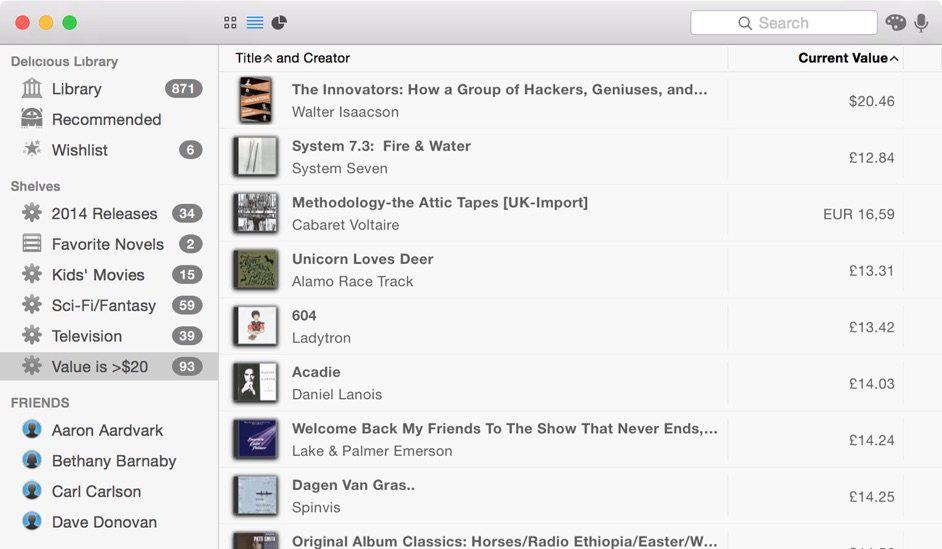 Search
Delicious Library
Library 871
Recommended
Wishlist 6
Shelves
2014 Releases 34
Favorite Novels 2
Kids' Movies 15
Sci-Fi/Fantasy 59
Television 39
Value is >$20 93
FRIENDS
Aaron Aardvark
Bethany Barnaby
Carl Carlson
Dave Donovan
Title and Creator Current Value
The Innovators: How a Group of Hackers, Geniuses, and...
Walter Isaacson
$20.46
System 7.3:  Fire & Water
System Seven
£12.84
Methodology-the Attic Tapes [UK-Import]
Cabaret Voltaire
EUR 16,59
Unicorn Loves Deer
Alamo Race Track
£13.31
604
Ladytron
£13.42
Acadie
Daniel Lanois
£14.03
Welcome Back My Friends To The Show That Never Ends,...
Lake & Palmer Emerson
£14.24
Dagen Van Gras..
Spinvis
£14.25
PATTI SMITH
Original Album Classics: Horses/Radio Ethiopia/Easter/W...